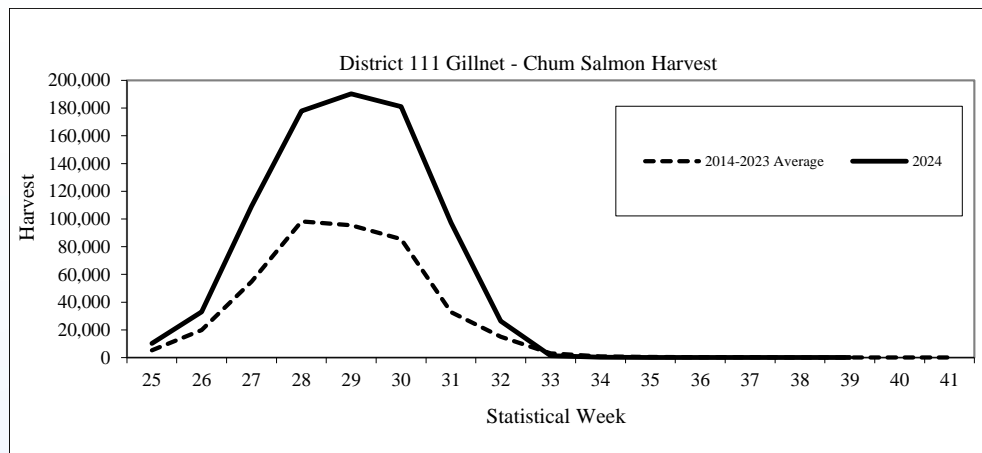 District 111 Gillnet - Chum Salmon Harvest
200,000
180,000
160,000
140,000
120,000
100,000
80,000
60,000
40,000
20,000
0
Harvest
2014-2023 Average 2024
25 26 27 28 29 30 31 32 33 34 35 36 37 38 39 40 41
Statistical Week